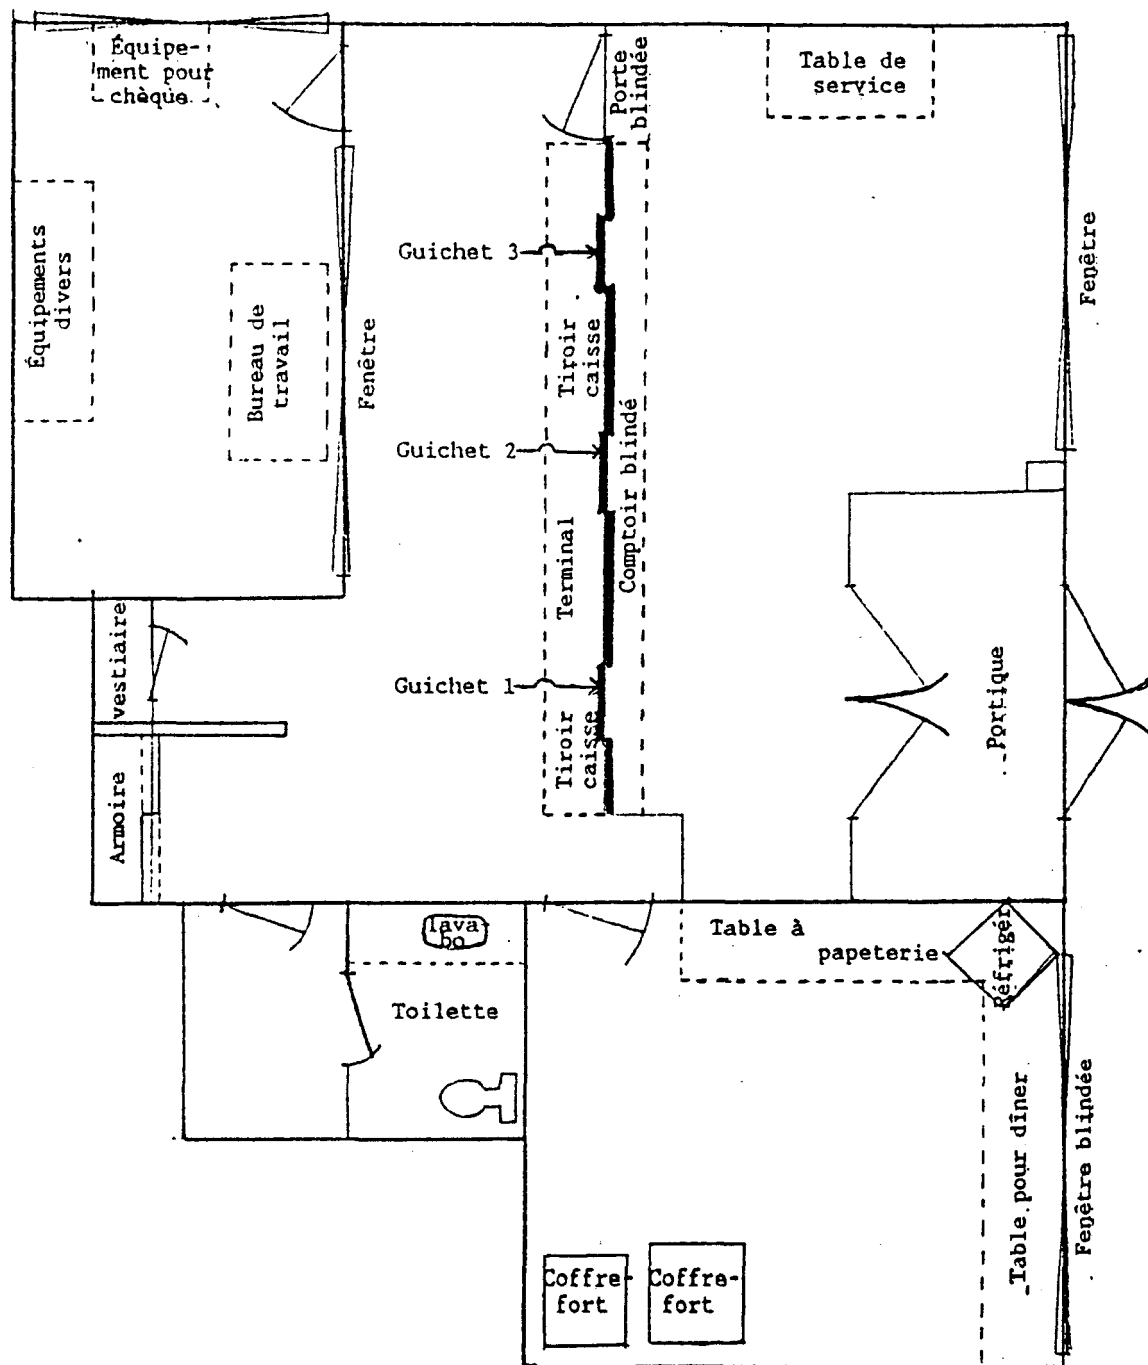 Équipe-
ment pour
chèque
Porte
blindée
Table de
service
Équipements
divers
Bureau de
travail
Fenêtre
Guichet 3
Tiroir
caisse
Fenêtre
Guichet 2
Comptoir blindé
Terminal
vestiaire
Guichet 1
Tiroir
caisse
Portique
Armoire
lava-
bo
Table à
papeterie
Réfrigér
Toilette
Table pour dîner
Fenêtre blindée
Coffre-
fort
Coffre-
fort